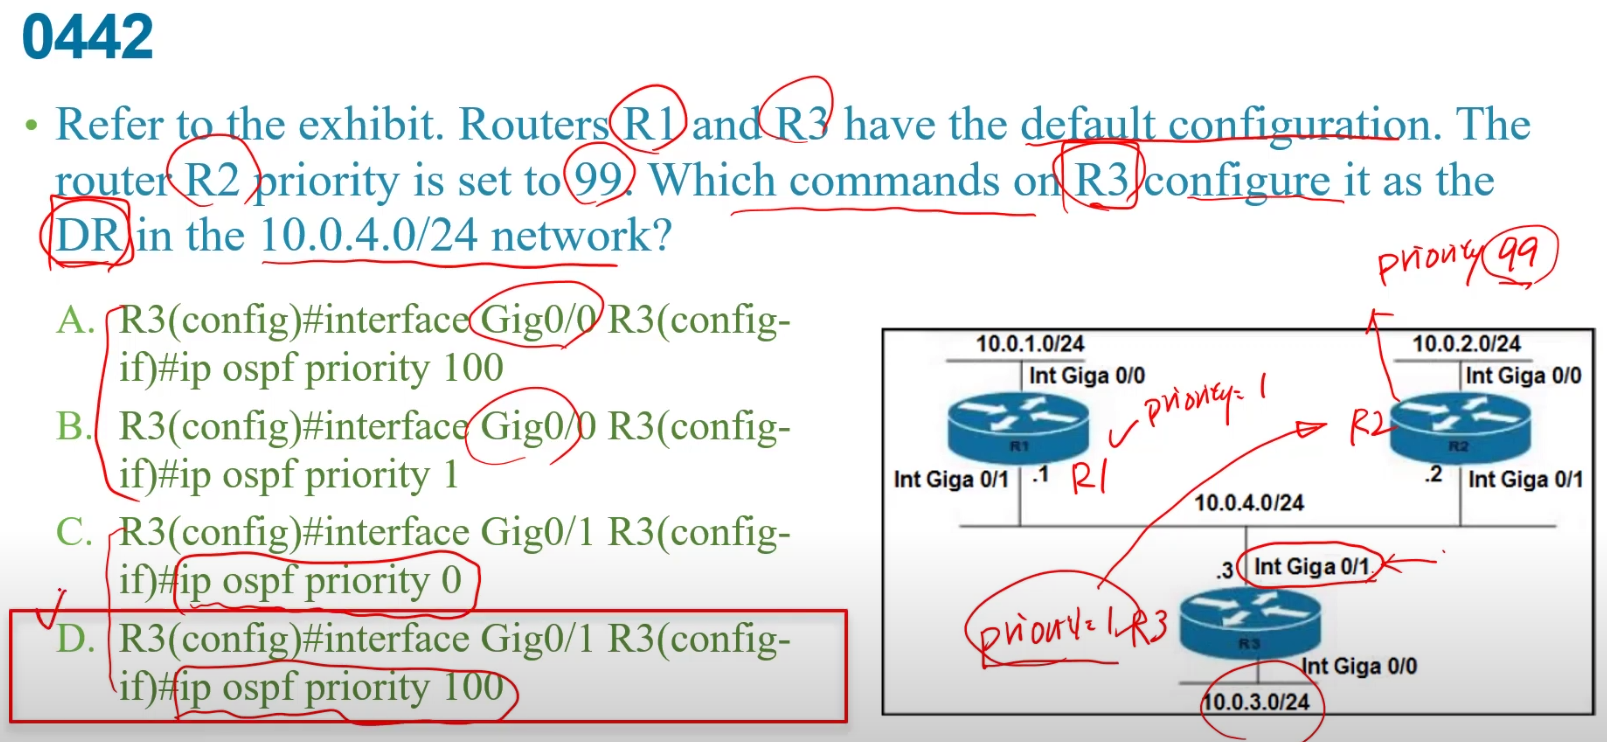 0442
• Refer to the exhibit. Routers R1 and R3 have the default configuration. The
router R2 priority is set to 99. Which commands on R3 configure it as the
DR in the 10.0.4.0/24 network?
A. R3(config)#interface Gig0/0 R3(config-
if)#ip ospf priority 100
B. R3(config)#interface Gig0/0 R3(config-
if)#ip ospf priority 1
C. R3(config)#interface Gig0/1 R3(config-
if)#ip ospf priority 0
D. R3(config)#interface Gig0/1 R3(config-
if)#ip ospf priority 100
priority 99
10.0.1.0/24
10.0.2.0/24
Int Giga 0/0
Int Giga 0/0
priority= 1
R1
R2
R2
Int Giga 0/1
.1
R1
.2
Int Giga 0/1
10.0.4.0/24
.3
Int Giga 0/1
priority= 1
R3
R3
Int Giga 0/0
10.0.3.0/24